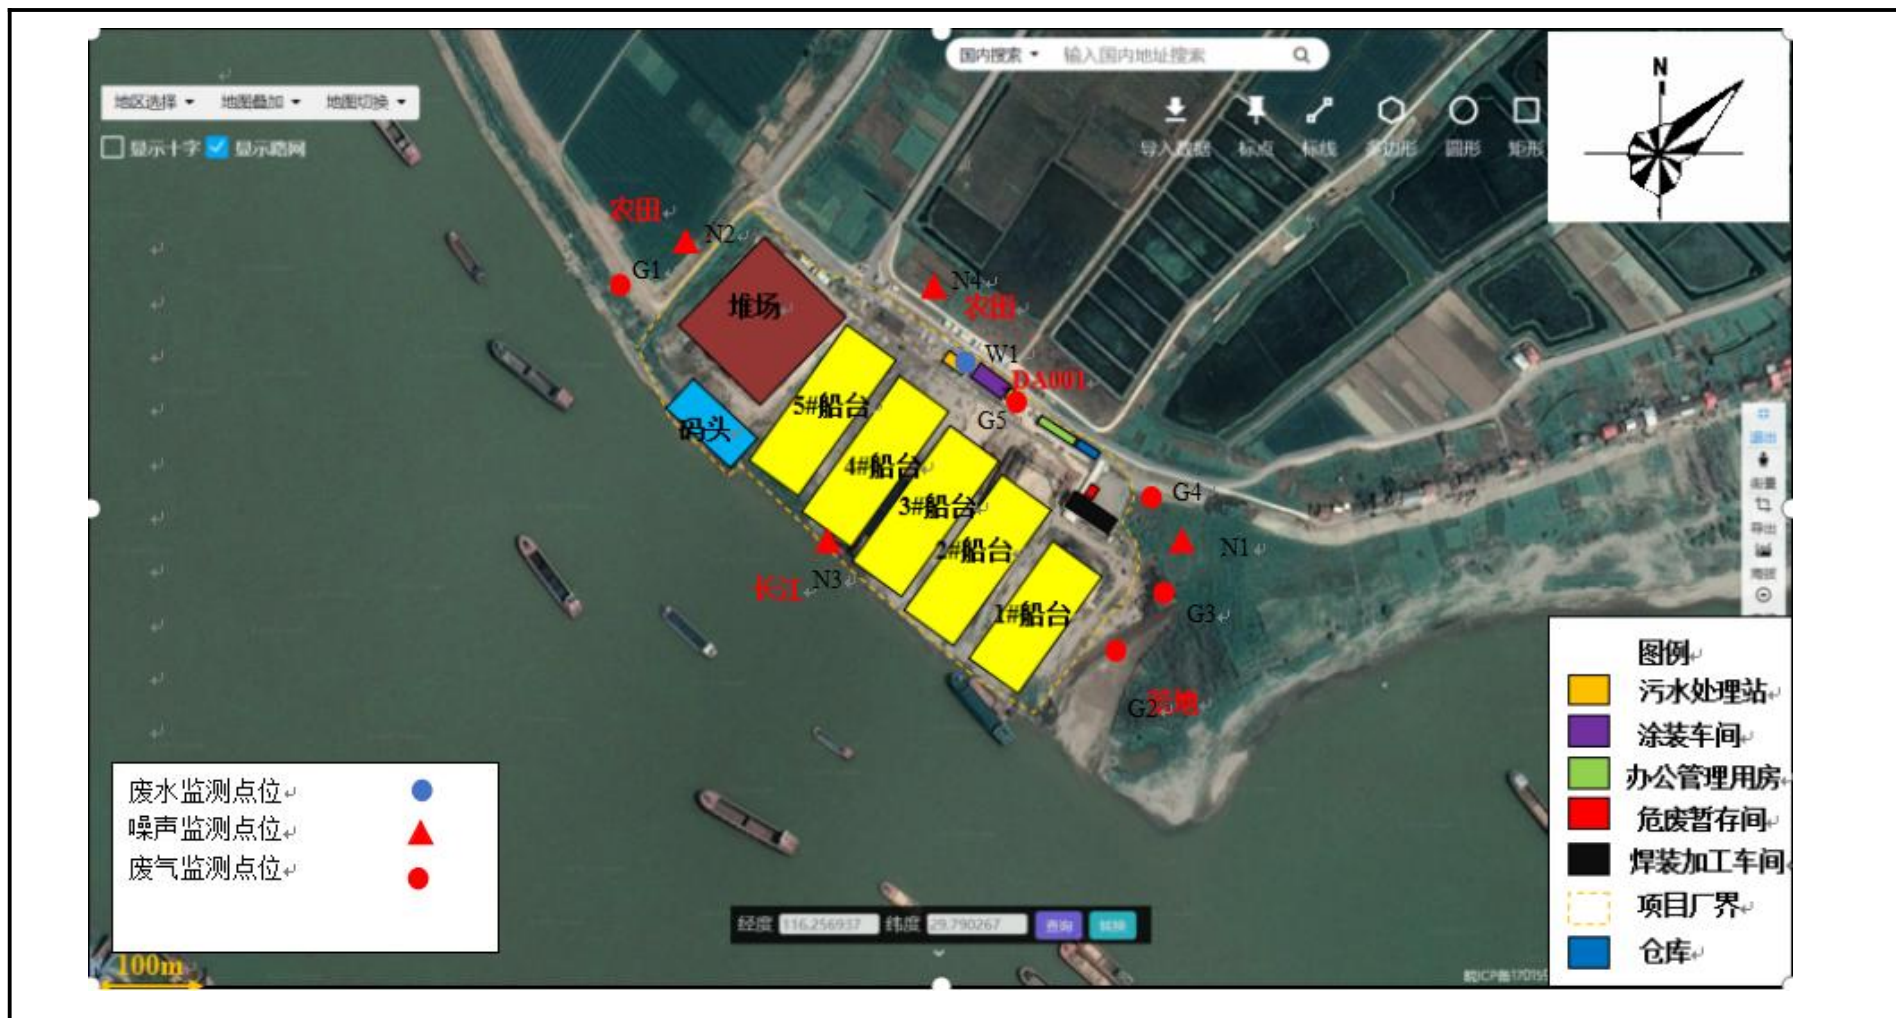 国内搜索 输入国内地址搜索
地区选择 地图叠加 地图切换
显示十字 显示路网
导入数据 标点 标线 多边形 圆形 矩形
N
农田
N2
G1
堆场
N4
农田
W1
DA001
G5
5#船台
码头
4#船台
3#船台
2#船台
1#船台
G4
N1
G3
G2
长江
N3
图例
污水处理站
涂装车间
办公管理用房
危废暂存间
焊装加工车间
项目厂界
仓库
废水监测点位
噪声监测点位
废气监测点位
经度 116.256937 纬度 29.790267 查询
100m